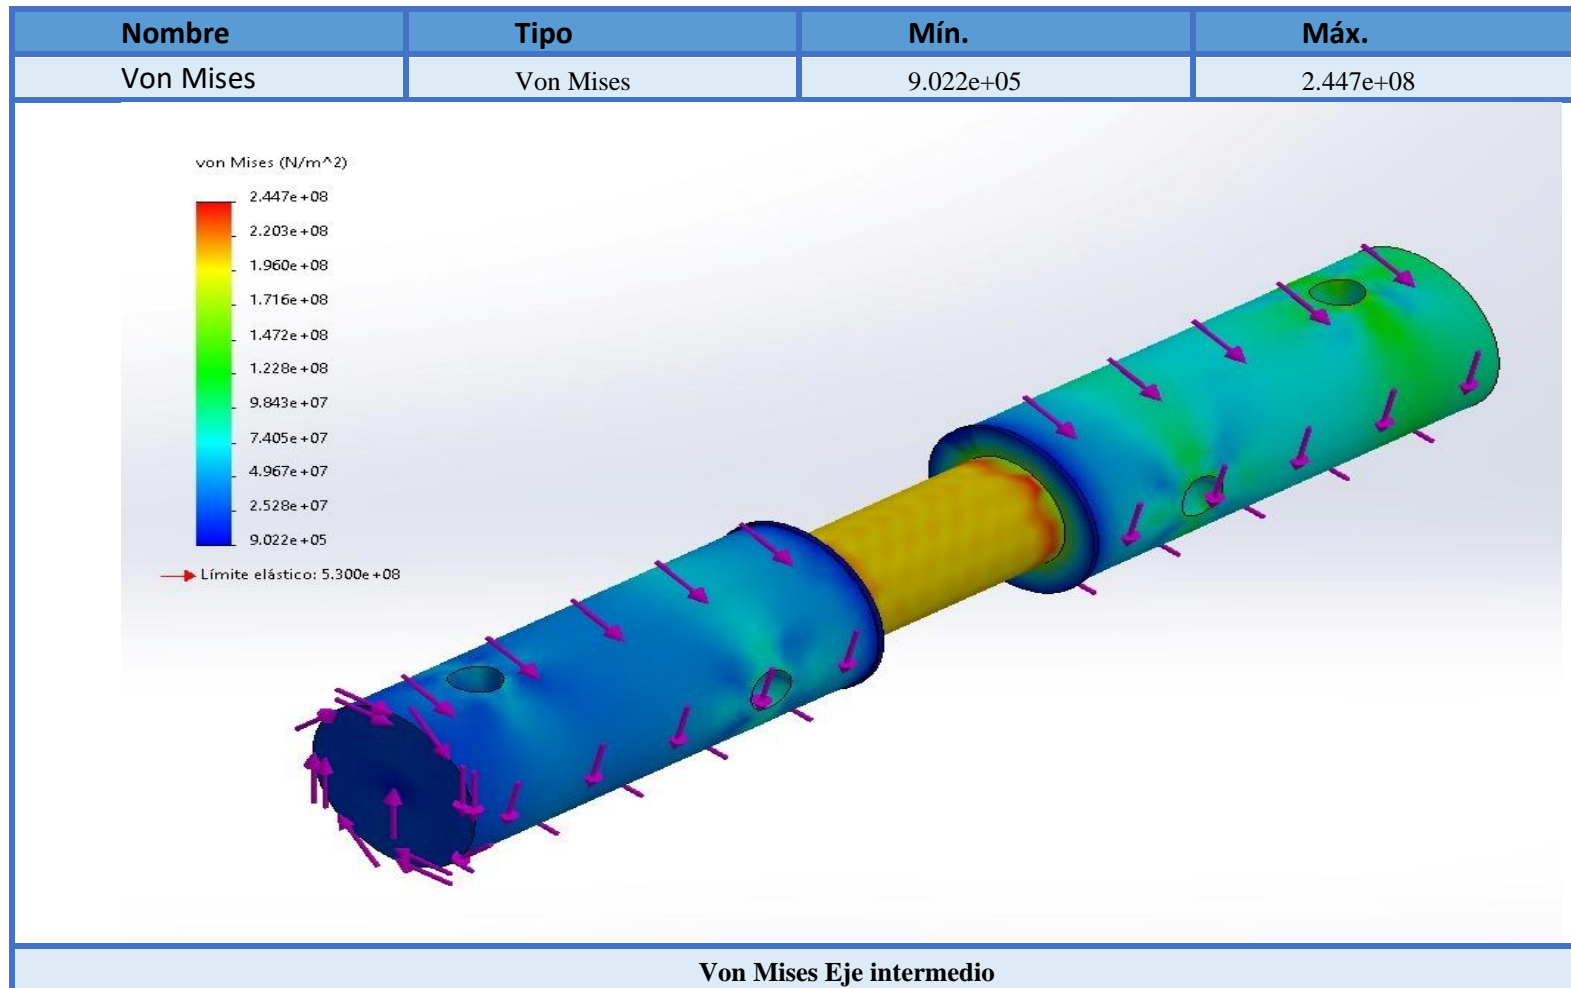 Nombre Tipo Mín. Máx.
Von Mises Von Mises 9.022e+05 2.447e+08
von Mises (N/m^2)
2.447e+08
2.203e+08
1.960e+08
1.716e+08
1.472e+08
1.228e+08
9.843e+07
7.405e+07
4.967e+07
2.528e+07
9.022e+05
Límite elástico: 5.300e+08
Von Mises Eje intermedio